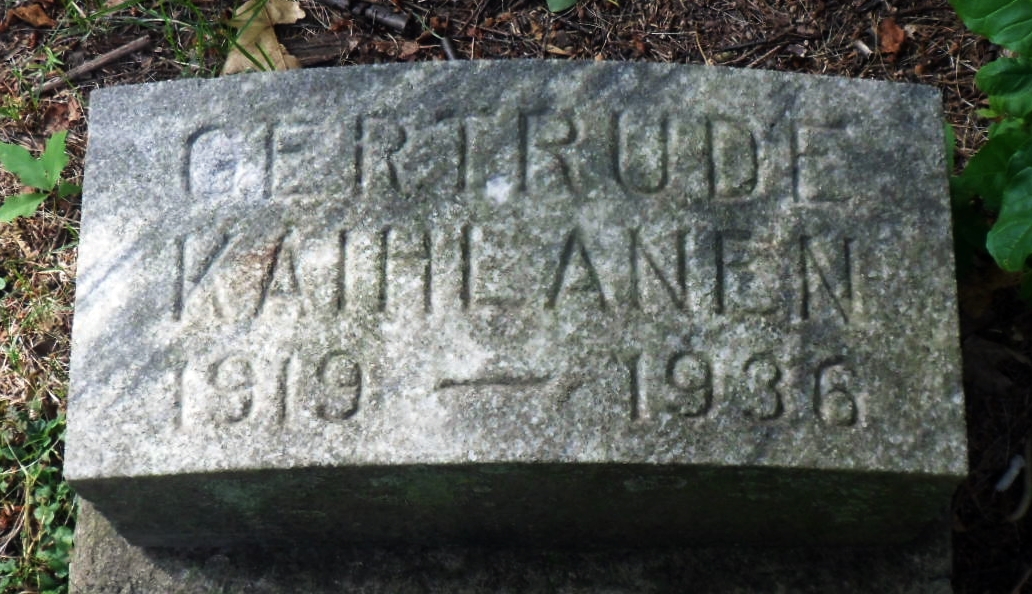 GERTRUDE
KAIHLANEN
1919 — 1936